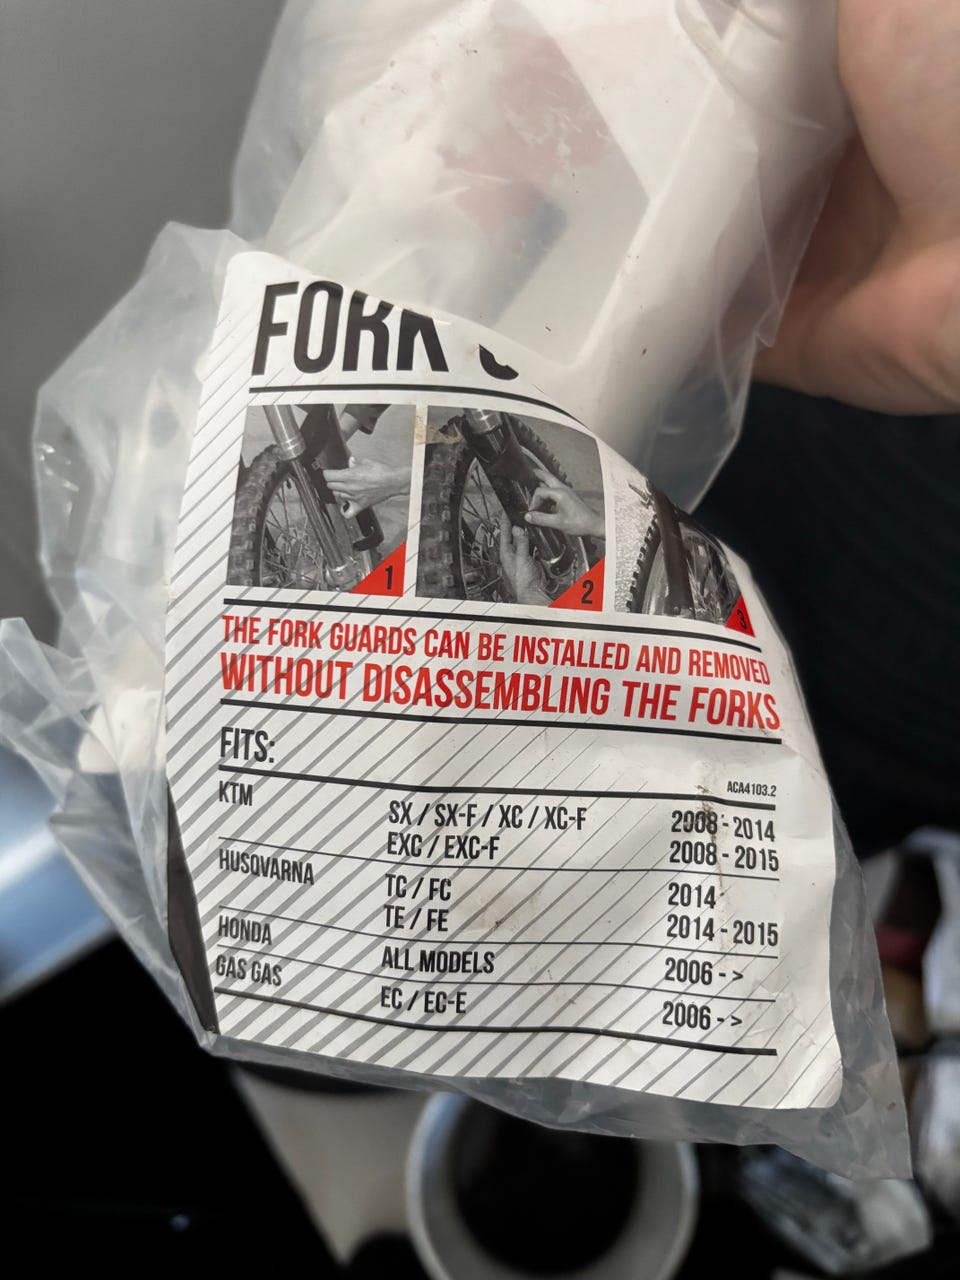 FORK
1
2
3
THE FORK GUARDS CAN BE INSTALLED AND REMOVED
WITHOUT DISASSEMBLING THE FORKS
FITS:
ACA4103.2
KTM
SX / SX-F / XC / XC-F 2008 - 2014
EXC / EXC-F 2008 - 2015
HUSQVARNA
TC / FC 2014
TE / FE 2014 - 2015
HONDA
ALL MODELS 2006 - >
GAS GAS
EC / EC-E 2006 - >